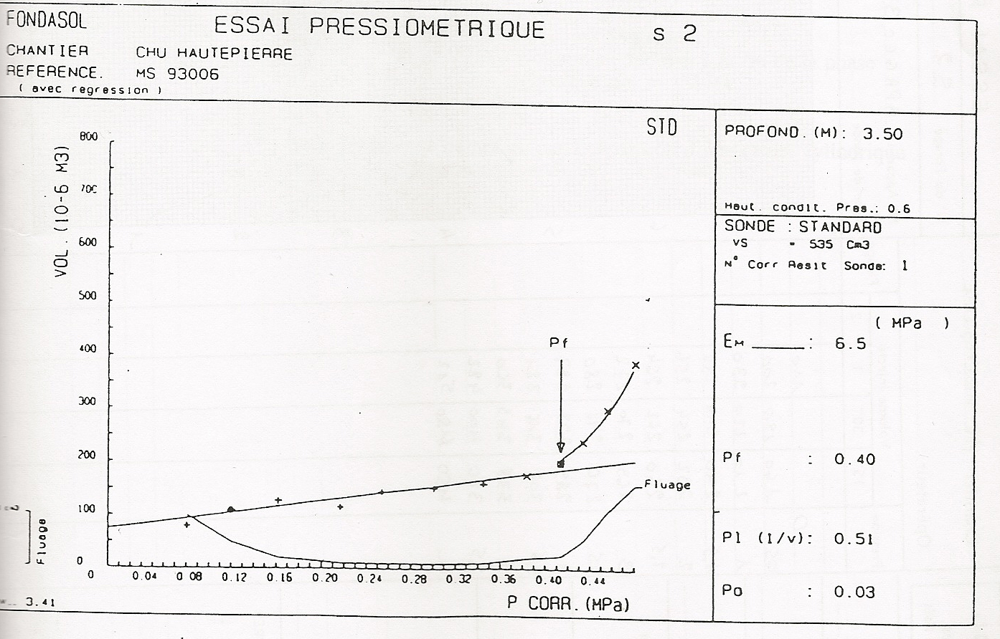 FONDASOL
ESSAI PRESSIOMETRIQUE s 2
CHANTIER CHU HAUTEPIERRE
REFERENCE. MS 93006
( avec regression )
STD
PROFOND. (M): 3.50
Haut. condit. Pres.: 0.6
SONDE : STANDARD
VS = 535 Cm3
N° Corr Resit Sonde: 1
( MPa )
EM : 6.5
Pf : 0.40
Pl (1/v): 0.51
Po : 0.03
VOL. (10-6 M3)
800
700
600
500
400
300
200
100
0
Pf
Fluage
Fluage
0 0.04 0.08 0.12 0.16 0.20 0.24 0.28 0.32 0.36 0.40 0.44
P CORR. (MPa)
3.41